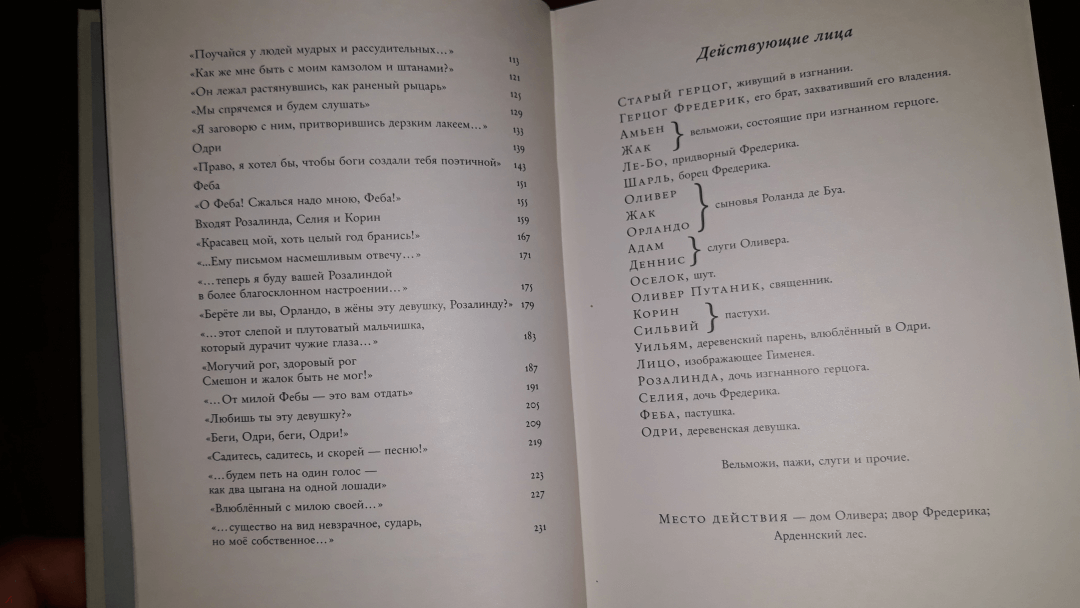 «Поучайся у людей мудрых и рассудительных…» 113
«Как же мне быть с моим камзолом и штанами?» 121
«Он лежал растянувшись, как раненый рыцарь» 125
«Мы спрячемся и будем слушать» 129
«Я заговорю с ним, притворившись дерзким лакеем…» 133
Одри 139
«Право, я хотел бы, чтобы боги создали тебя поэтичной» 143
Феба 151
«О Феба! Сжалься надо мною, Феба!» 155
Входят Розалинда, Селия и Корин 159
«Красавец мой, хоть целый год бранись!» 167
«…Ему письмом насмешливым отвечу…» 171
«…теперь я буду вашей Розалиндой
в более благосклонном настроении…» 175
«Берёте ли вы, Орландо, в жёны эту девушку, Розалинду?» 179
«…этот слепой и плутоватый мальчишка,
который дурачит чужие глаза…» 183
«Могучий рог, здоровый рог
Смешон и жалок быть не мог!» 187
«…От милой Фебы — это вам отдать» 191
«Любишь ты эту девушку?» 205
«Беги, Одри, беги, Одри!» 209
«Садитесь, садитесь, и скорей — песню!» 219
«…будем петь на один голос —
как два цыгана на одной лошади» 223
«Влюблённый с милою своей…» 227
«…существо на вид невзрачное, сударь,
но моё собственное…» 231
Действующие лица
Старый герцог, живущий в изгнании.
Герцог Фредерик, его брат, захвативший его владения.
Амьен
Жак
вельможи, состоящие при изгнанном герцоге.
Ле-Бо, придворный Фредерика.
Шарль, борец Фредерика.
Оливер
Жак
Орландо
сыновья Роланда де Буа.
Адам
Деннис
слуги Оливера.
Оселок, шут.
Оливер Путаник, священник.
Корин
Сильвий
пастухи.
Уильям, деревенский парень, влюблённый в Одри.
Лицо, изображающее Гименея.
Розалинда, дочь изгнанного герцога.
Селия, дочь Фредерика.
Феба, пастушка.
Одри, деревенская девушка.
Вельможи, пажи, слуги и прочие.
Место действия — дом Оливера; двор Фредерика;
Арденнский лес.